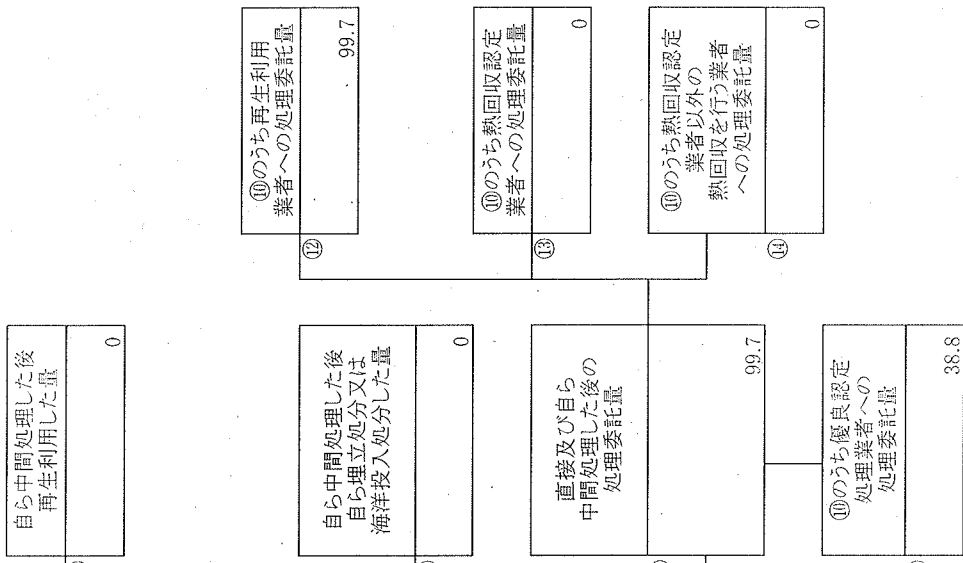 自ら中間処理した後
再生利用した量
0
自ら中間処理した後
自ら埋立処分又は
海洋投入処分した量
0
直接及び自ら
中間処理した後の
処理委託量
99.7
⑩のうち優良認定
処理業者への
処理委託量
38.8
⑩のうち再生利用
業者への処理委託量
99.7
⑫
⑩のうち熱回収認定
業者への処理委託量
0
⑬
⑩のうち熱回収認定
業者以外の
熱回収を行う業者
への処理委託量
0
⑭